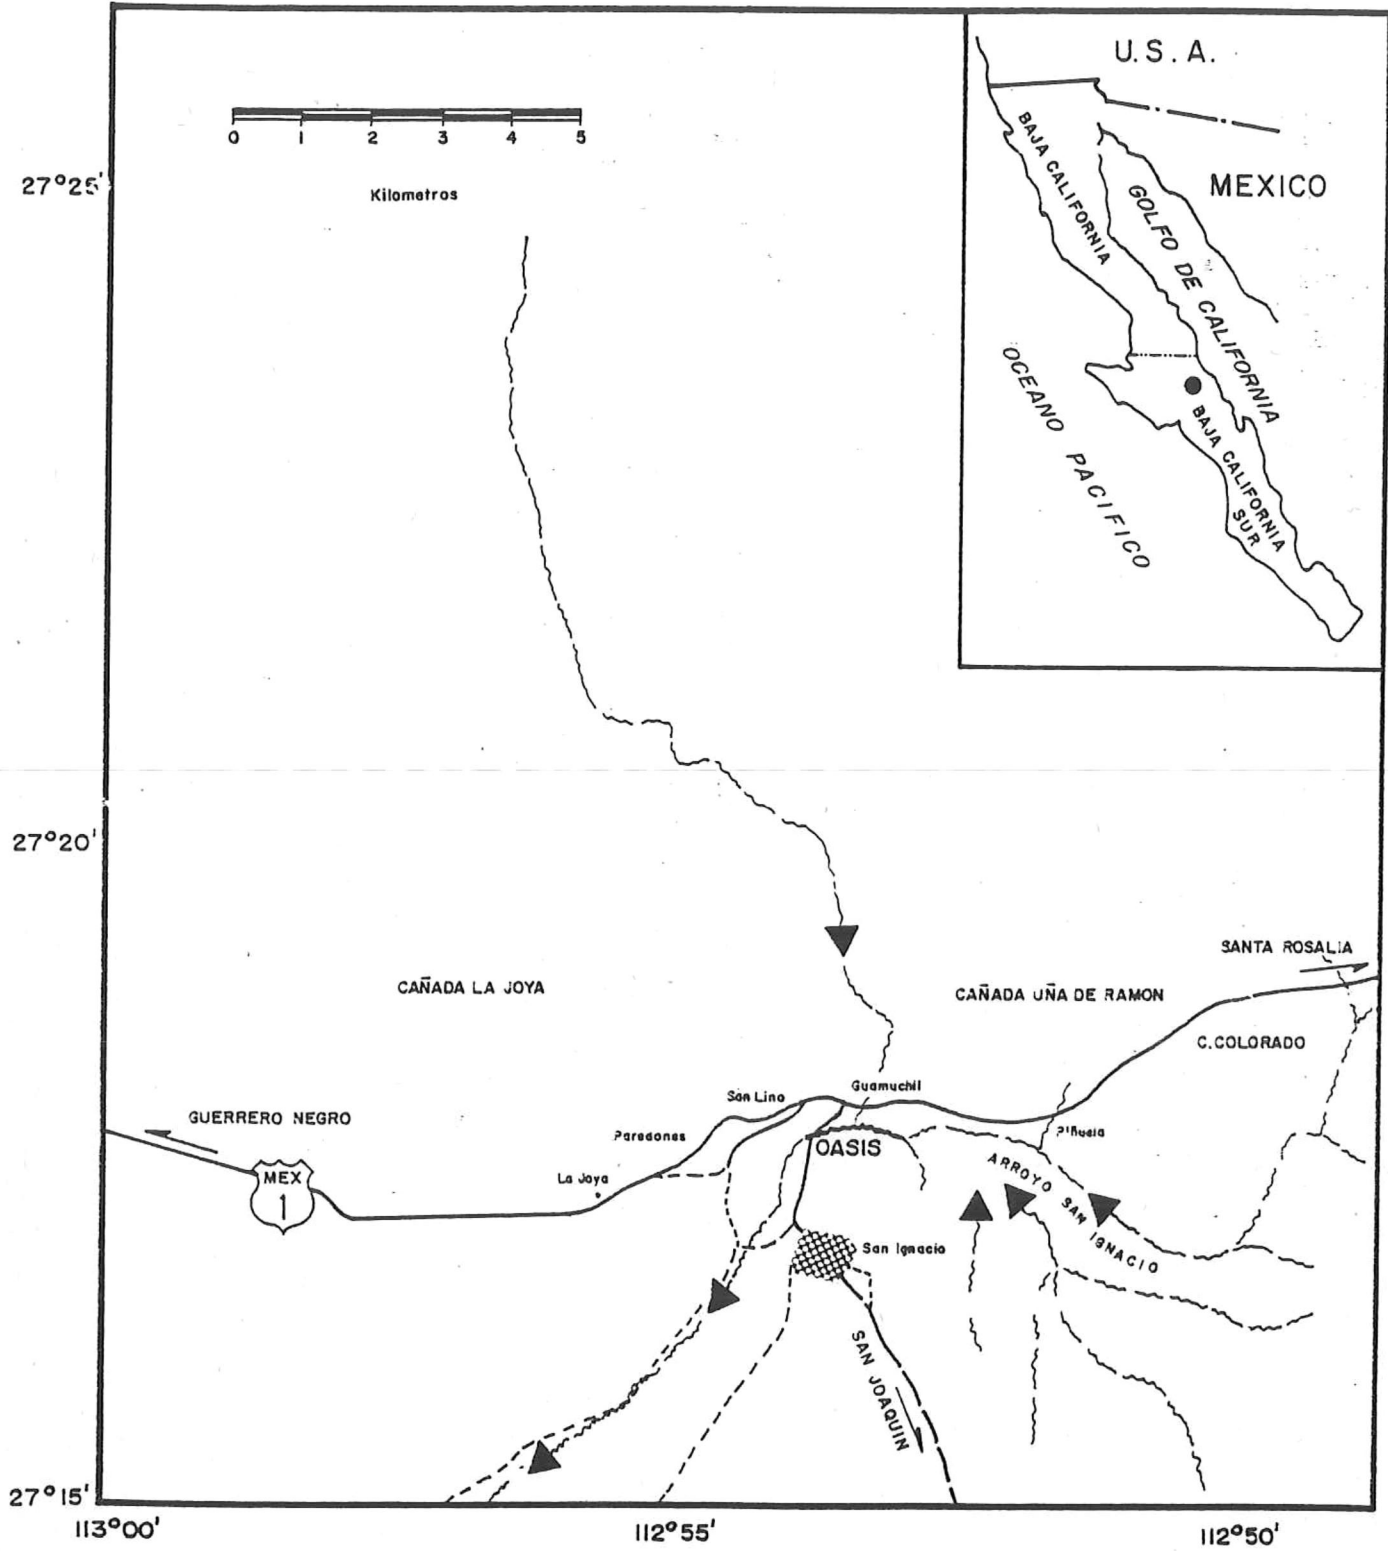 U.S.A.
MEXICO
BAJA CALIFORNIA
GOLFO DE CALIFORNIA
OCEANO PACIFICO
BAJA CALIFORNIA
SUR
0 1 2 3 4 5
Kilometros
27°25'
27°20'
27°15'
SANTA ROSALIA
CAÑADA LA JOYA
CAÑADA UÑA DE RAMON
C. COLORADO
Guamuchil
San Lino
GUERRERO NEGRO
Paredones
OASIS
Piñuela
MEX
1
La Joya
ARROYO SAN IGNACIO
San Ignacio
SAN JOAQUIN
113°00'
112°55'
112°50'